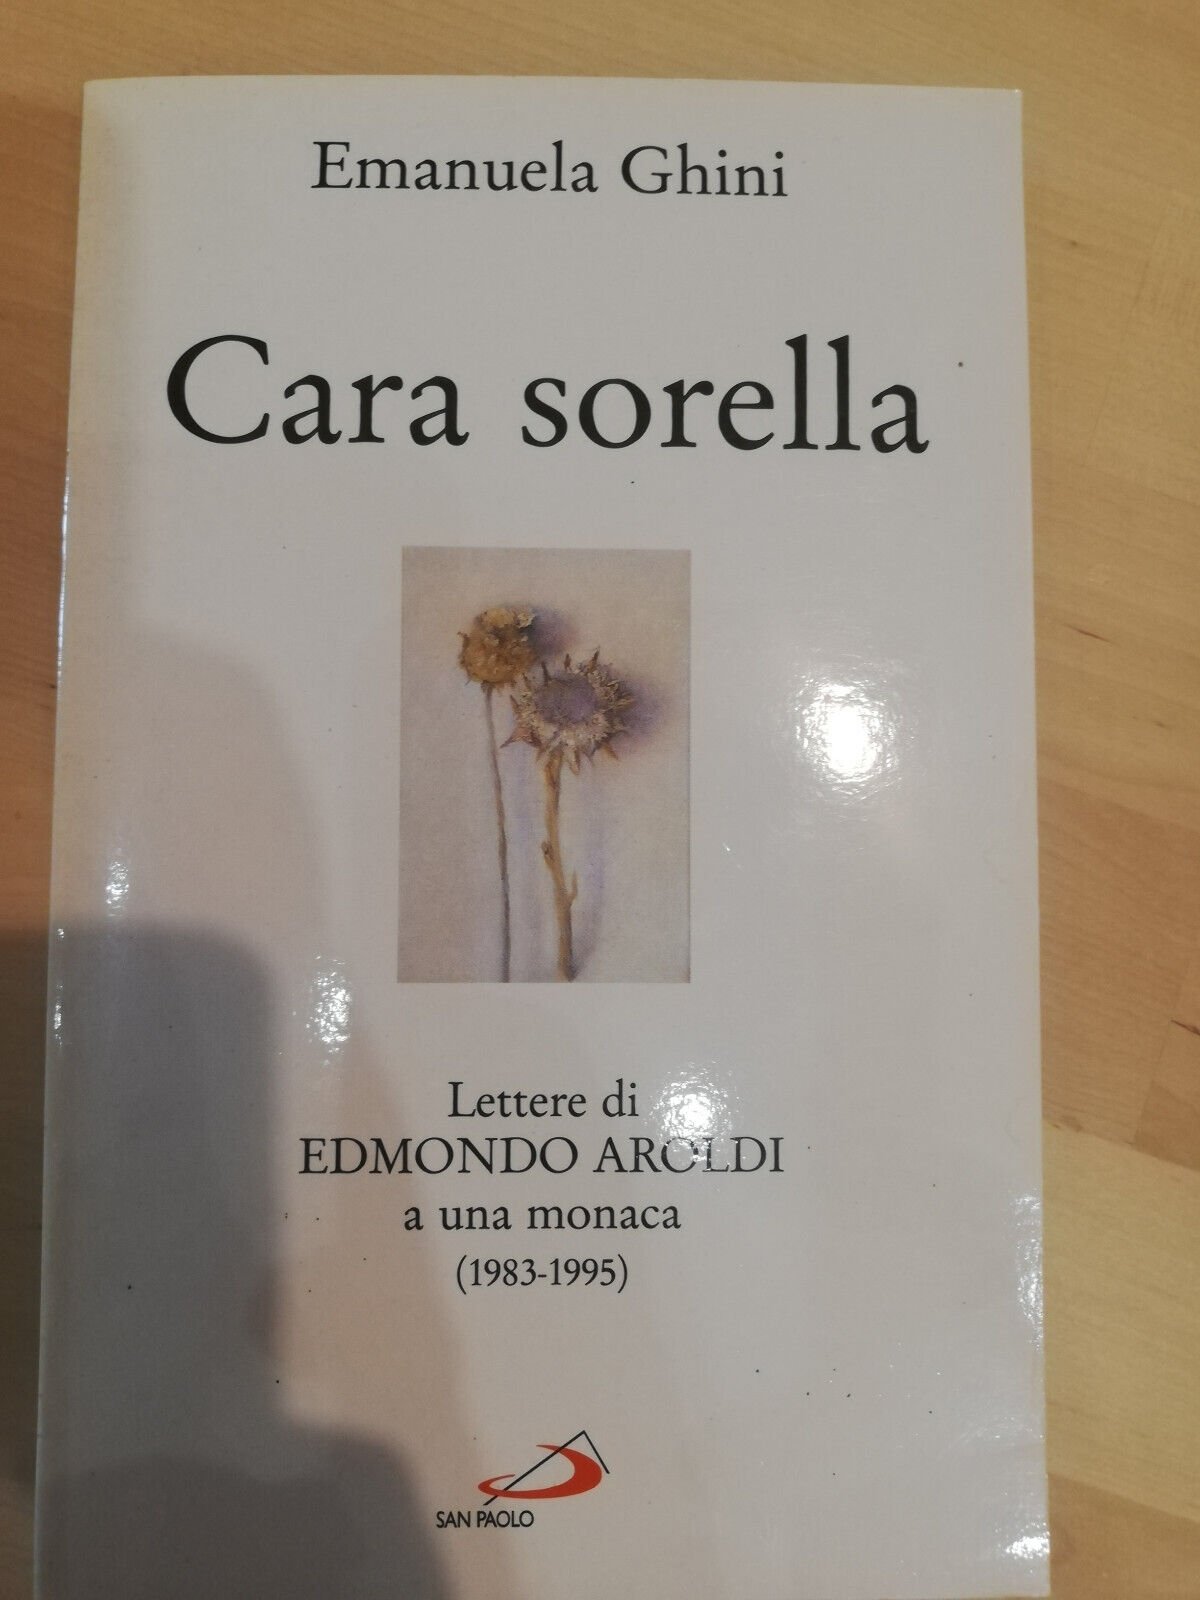 Emanuela Ghini
Cara sorella
Lettere di
EDMONDO AROLDI
a una monaca
(1983-1995)
SAN PAOLO